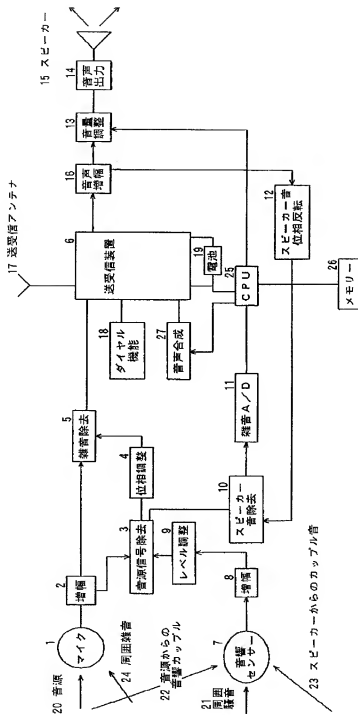 15 スピーカー
14
音声
出力
13
音量
調整
16
音声
増幅
12
スピーカー音
位相反転
17 送受信アンテナ
6
送受信装置
19
電池
25
CPU
26
メモリー
18
ダイヤル
機能
27
音声合成
5
雑音除去
4
位相調整
11
雑音A/D
3
音源信号除去
9
レベル調整
10
スピーカー
音除去
2
増幅
8
増幅
1
マイク
7
音響
センサー
20 音源
24 周囲雑音
22 音源からの
音響カップル
21
周囲
騒音
23 スピーカーからのカップル音